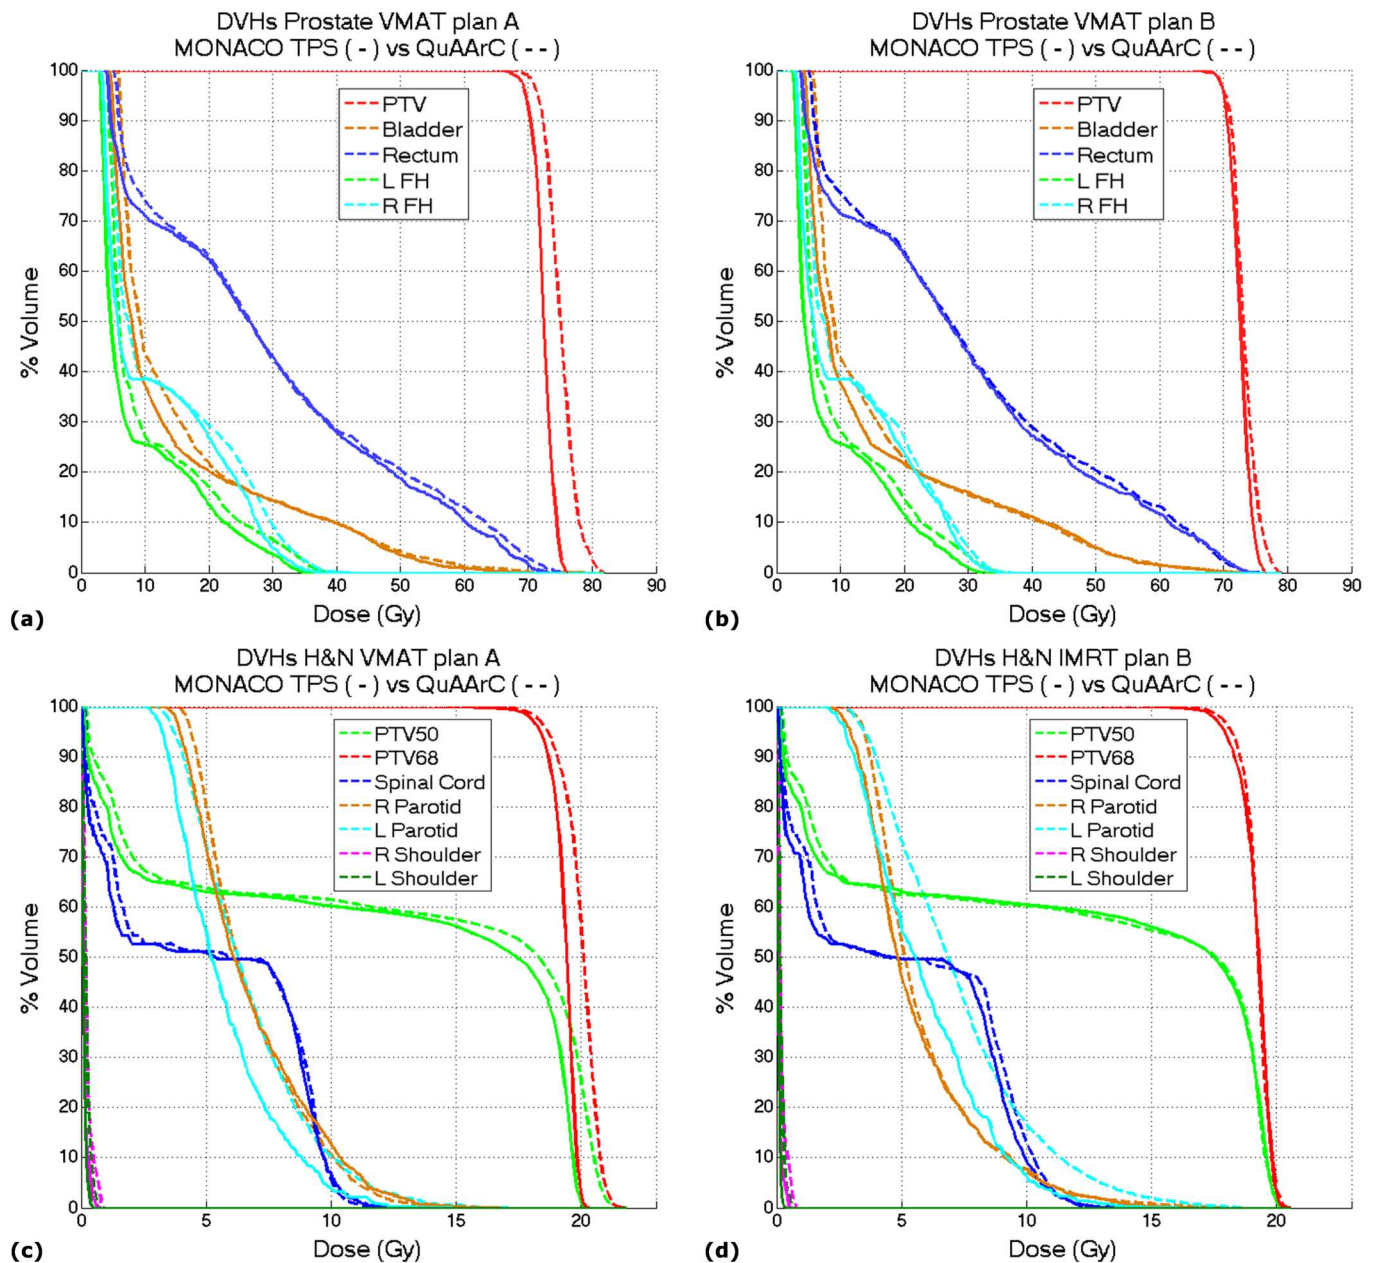 DVHs Prostate VMAT plan A
MONACO TPS ( - ) vs QuAArC ( - - )
100
90
80
70
60
50
40
30
20
10
0
% Volume
PTV
Bladder
Rectum
L FH
R FH
0 10 20 30 40 50 60 70 80 90
Dose (Gy)
(a)
DVHs Prostate VMAT plan B
MONACO TPS ( - ) vs QuAArC ( - - )
100
90
80
70
60
50
40
30
20
10
0
% Volume
PTV
Bladder
Rectum
L FH
R FH
0 10 20 30 40 50 60 70 80 90
Dose (Gy)
(b)
DVHs H&N VMAT plan A
MONACO TPS ( - ) vs QuAArC ( - - )
100
90
80
70
60
50
40
30
20
10
0
% Volume
PTV50
PTV68
Spinal Cord
R Parotid
L Parotid
R Shoulder
L Shoulder
0 5 10 15 20
Dose (Gy)
(c)
DVHs H&N IMRT plan B
MONACO TPS ( - ) vs QuAArC ( - - )
100
90
80
70
60
50
40
30
20
10
0
% Volume
PTV50
PTV68
Spinal Cord
R Parotid
L Parotid
R Shoulder
L Shoulder
0 5 10 15 20
Dose (Gy)
(d)